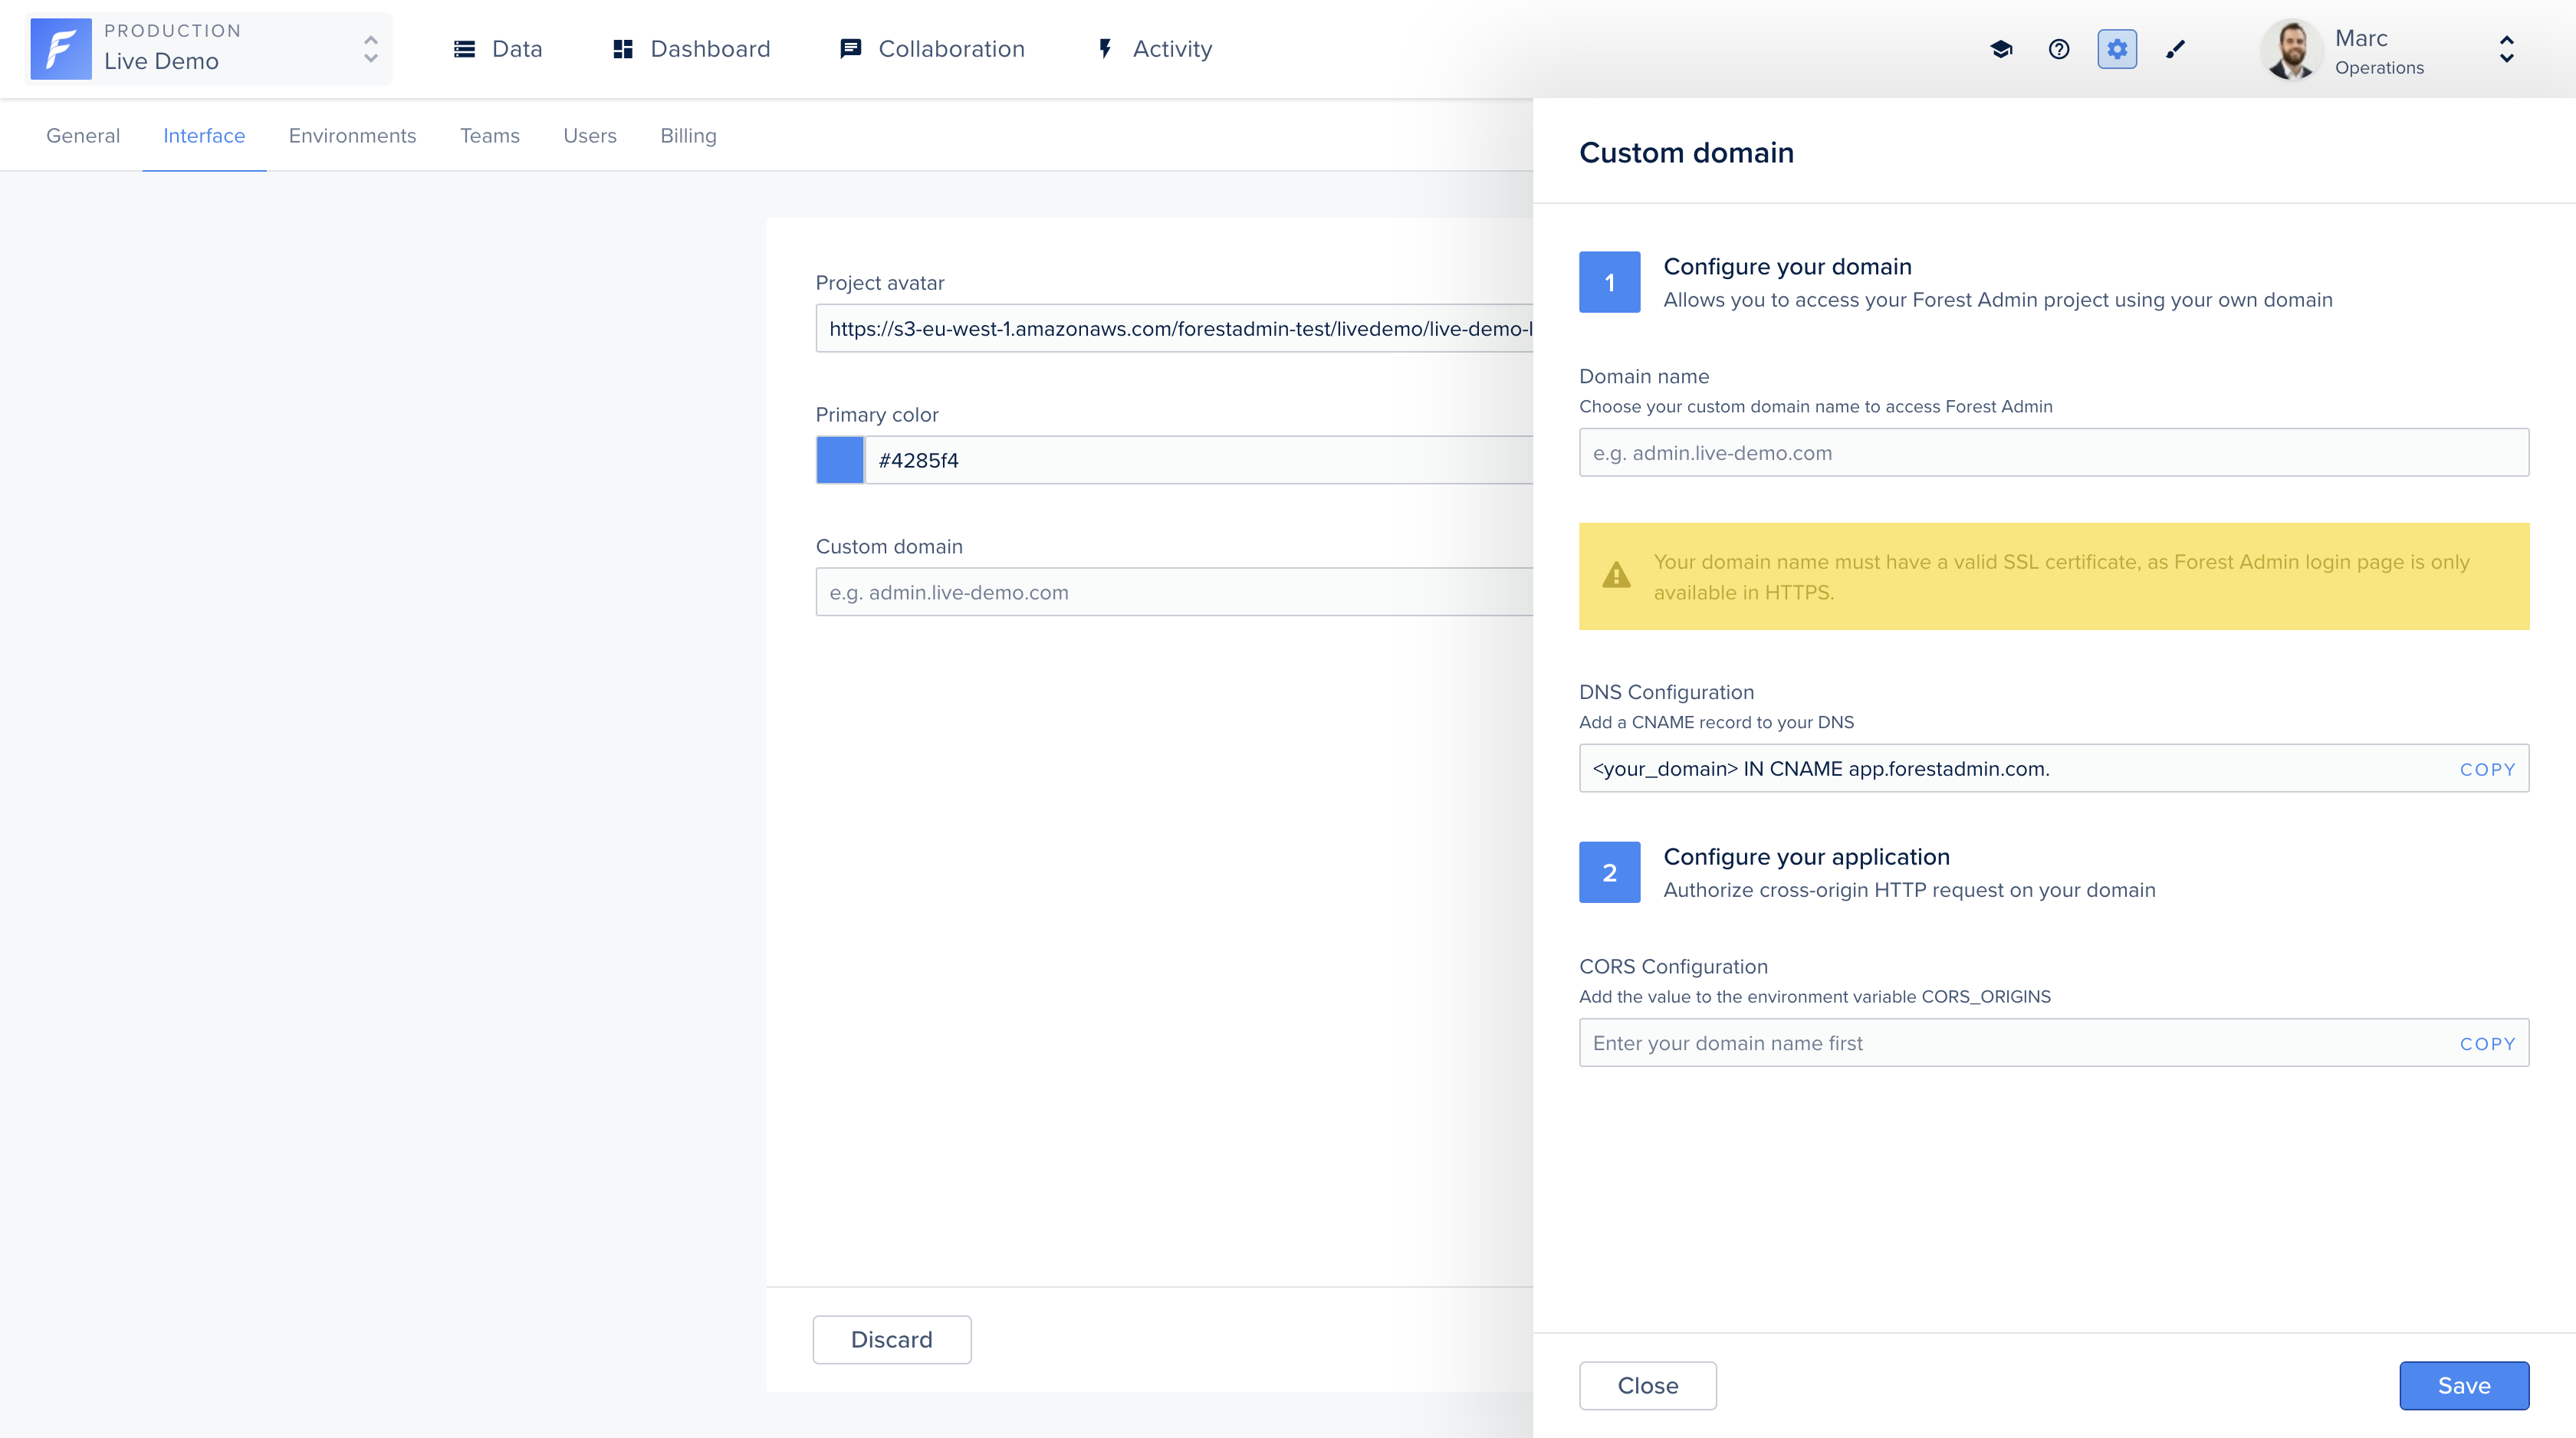 PRODUCTION
Live Demo
Data
Dashboard
Collaboration
Activity
Marc
Operations
General
Interface
Environments
Teams
Users
Billing
Project avatar
https://s3-eu-west-1.amazonaws.com/forestadmin-test/livedemo/live-demo-l
Primary color
#4285f4
Custom domain
e.g. admin.live-demo.com
Discard
Custom domain
1
Configure your domain
Allows you to access your Forest Admin project using your own domain
Domain name
Choose your custom domain name to access Forest Admin
e.g. admin.live-demo.com
Your domain name must have a valid SSL certificate, as Forest Admin login page is only
available in HTTPS.
DNS Configuration
Add a CNAME record to your DNS
<your_domain> IN CNAME app.forestadmin.com.
COPY
2
Configure your application
Authorize cross-origin HTTP request on your domain
CORS Configuration
Add the value to the environment variable CORS_ORIGINS
Enter your domain name first
COPY
Close
Save